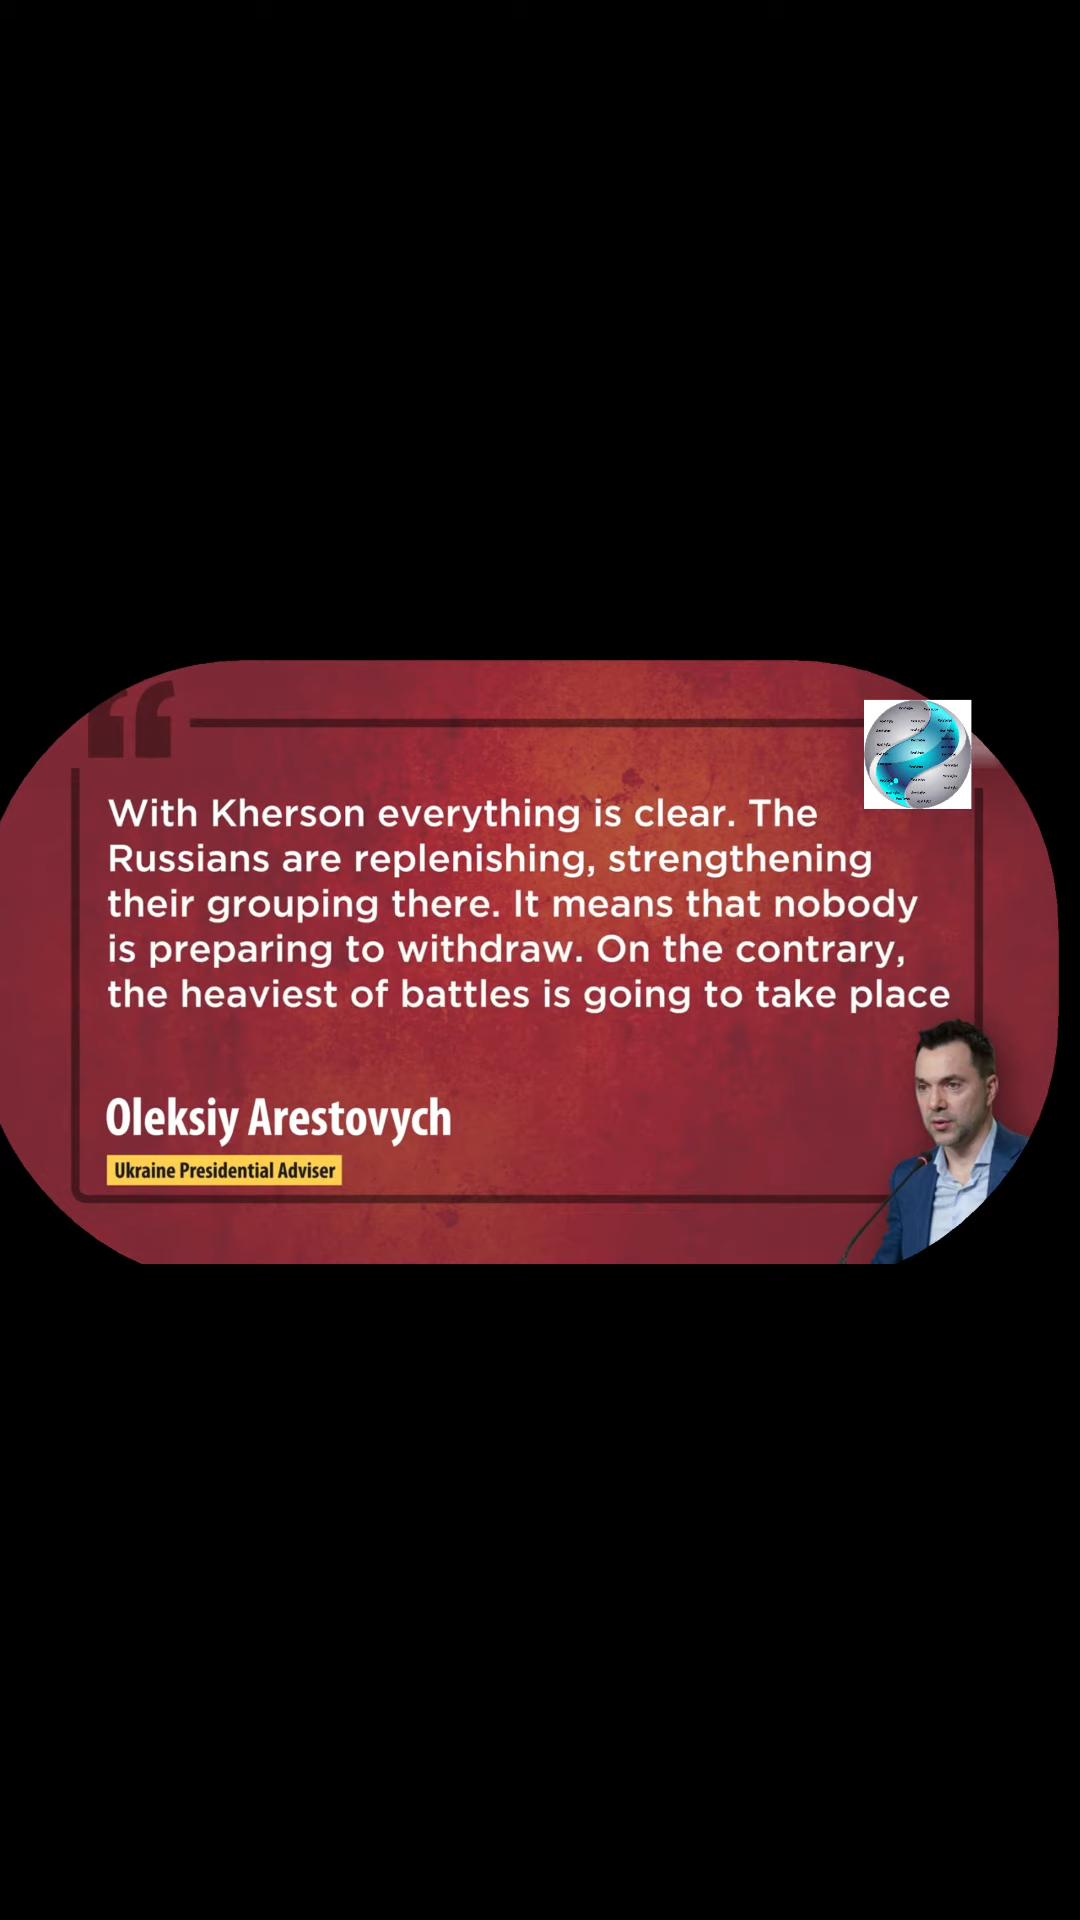 “
With Kherson everything is clear. The
Russians are replenishing, strengthening
their grouping there. It means that nobody
is preparing to withdraw. On the contrary,
the heaviest of battles is going to take place
Oleksiy Arestovych
Ukraine Presidential Adviser